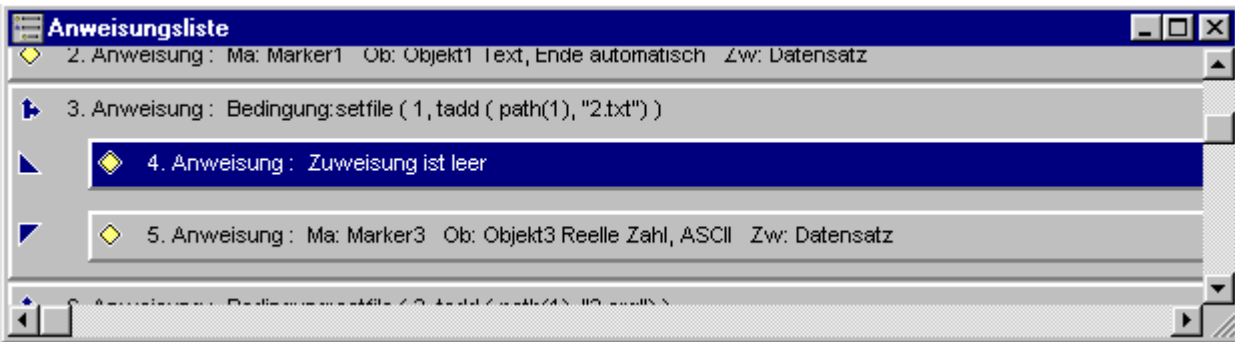 Anweisungsliste
2. Anweisung : Ma: Marker1 Ob: Objekt1 Text, Ende automatisch Zw: Datensatz
3. Anweisung : Bedingung:setfile ( 1, tadd ( path(1), "2.txt") )
4. Anweisung : Zuweisung ist leer
5. Anweisung : Ma: Marker3 Ob: Objekt3 Reelle Zahl, ASCII Zw: Datensatz